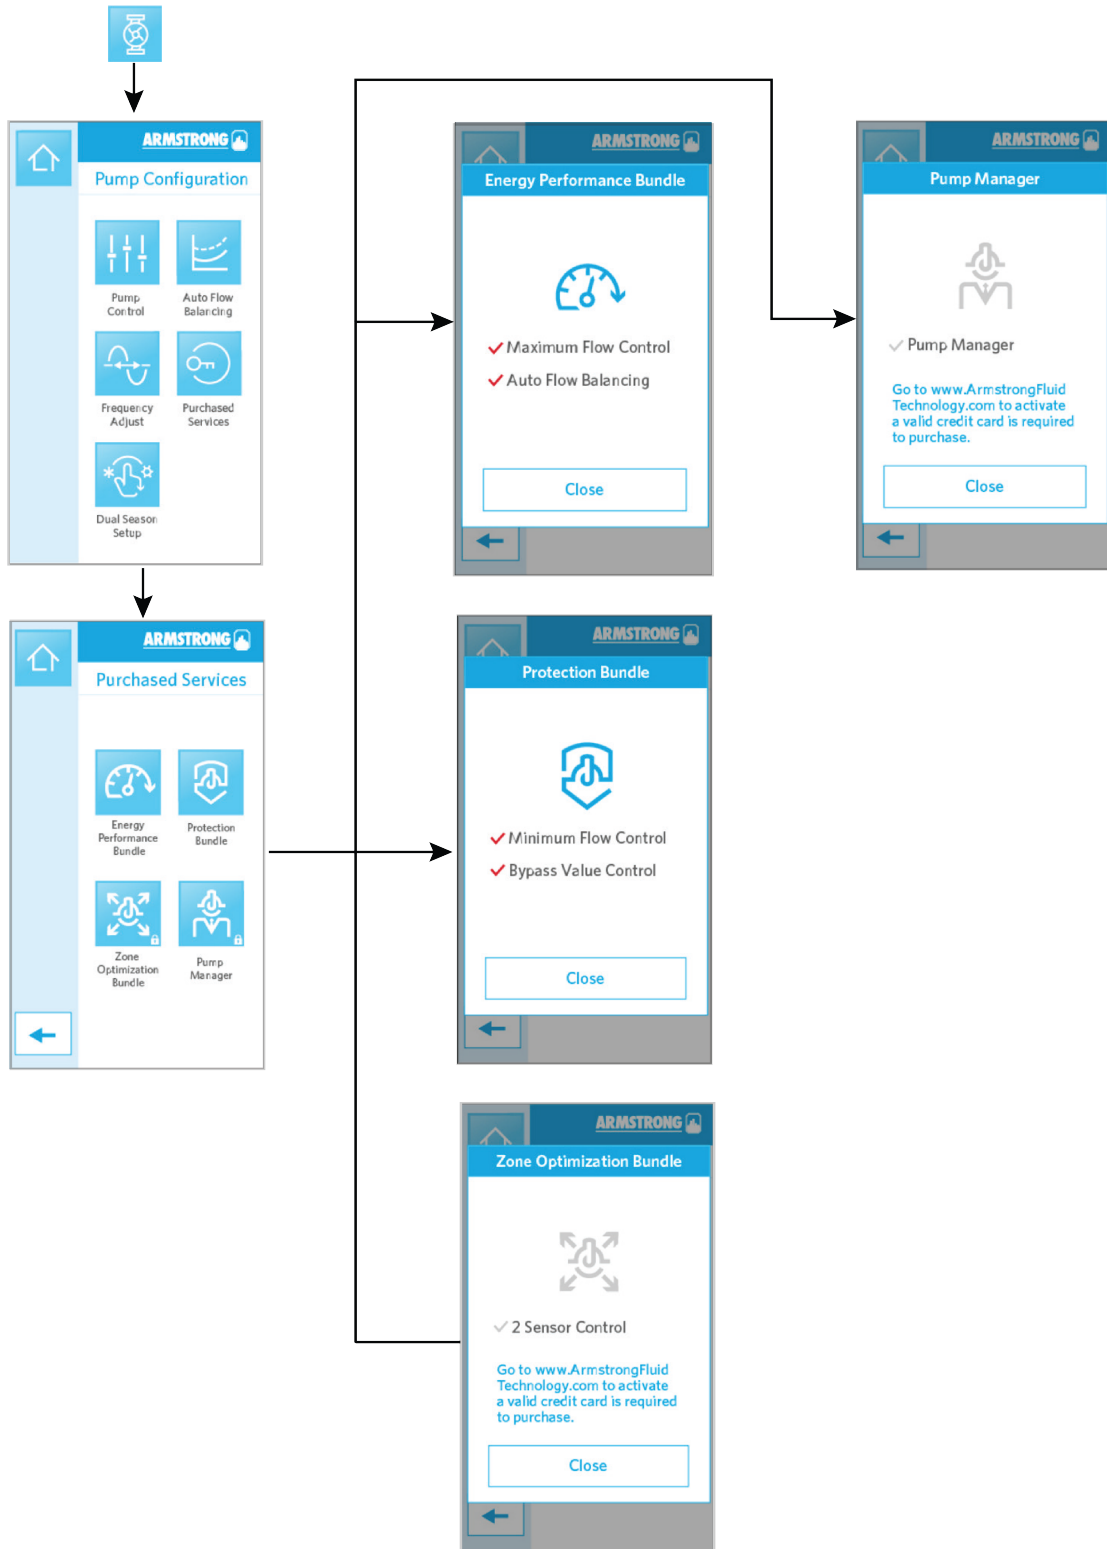 ARMSTRONG
Pump Configuration
Pump
Control
Auto Flow
Balancing
Frequency
Adjust
Purchased
Services
Dual Season
Setup
ARMSTRONG
Purchased Services
Energy
Performance
Bundle
Protection
Bundle
Zone
Optimization
Bundle
Pump
Manager
ARMSTRONG
Energy Performance Bundle
Maximum Flow Control
Auto Flow Balancing
Close
ARMSTRONG
Protection Bundle
Minimum Flow Control
Bypass Value Control
Close
ARMSTRONG
Zone Optimization Bundle
2 Sensor Control
Go to www.ArmstrongFluid
Technology.com to activate
a valid credit card is required
to purchase.
Close
ARMSTRONG
Pump Manager
Pump Manager
Go to www.ArmstrongFluid
Technology.com to activate
a valid credit card is required
to purchase.
Close